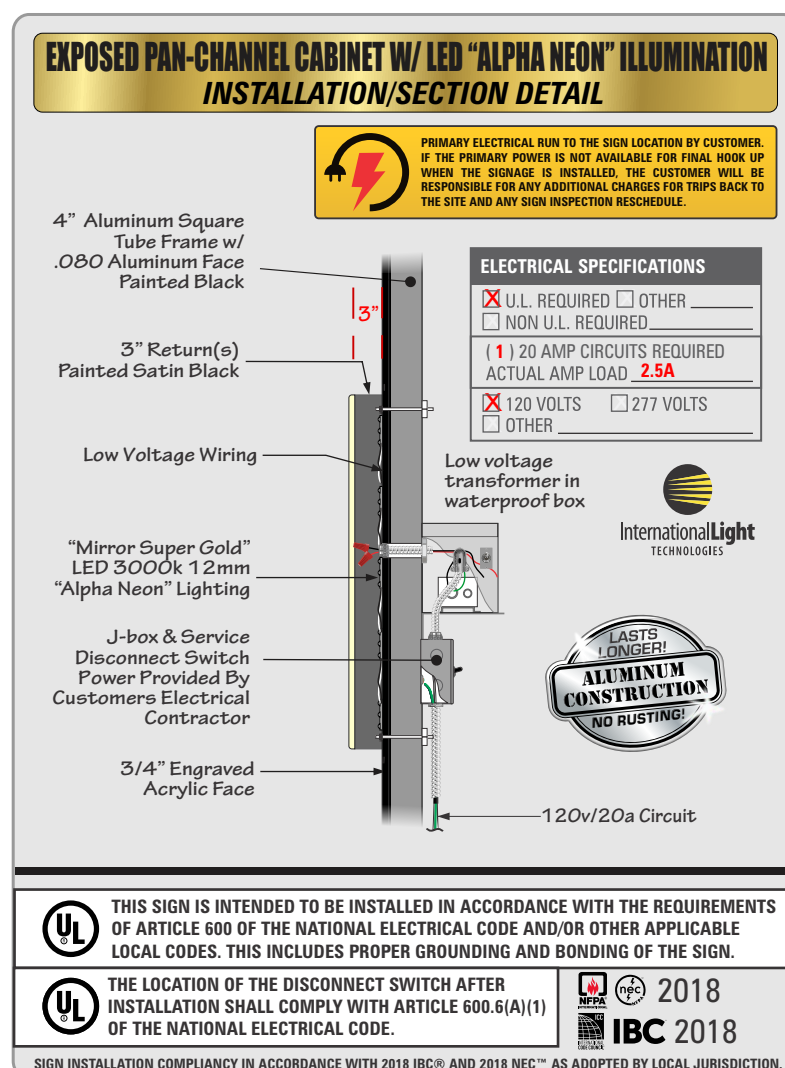 EXPOSED PAN-CHANNEL CABINET W/ LED “ALPHA NEON” ILLUMINATION
INSTALLATION/SECTION DETAIL
PRIMARY ELECTRICAL RUN TO THE SIGN LOCATION BY CUSTOMER.
IF THE PRIMARY POWER IS NOT AVAILABLE FOR FINAL HOOK UP
WHEN THE SIGNAGE IS INSTALLED, THE CUSTOMER WILL BE
RESPONSIBLE FOR ANY ADDITIONAL CHARGES FOR TRIPS BACK TO
THE SITE AND ANY SIGN INSPECTION RESCHEDULE.
4” Aluminum Square
Tube Frame w/
.080 Aluminum Face
Painted Black
3”
3” Return(s)
Painted Satin Black
Low Voltage Wiring
“Mirror Super Gold”
LED 3000k 12mm
“Alpha Neon” Lighting
J-box & Service
Disconnect Switch
Power Provided By
Customers Electrical
Contractor
3/4” Engraved
Acrylic Face
ELECTRICAL SPECIFICATIONS
X U.L. REQUIRED OTHER
NON U.L. REQUIRED
( 1 ) 20 AMP CIRCUITS REQUIRED
ACTUAL AMP LOAD 2.5A
X 120 VOLTS 277 VOLTS
OTHER
Low voltage
transformer in
waterproof box
InternationalLight
TECHNOLOGIES
LASTS
LONGER!
ALUMINUM
CONSTRUCTION
NO RUSTING!
120v/20a Circuit
UL
THIS SIGN IS INTENDED TO BE INSTALLED IN ACCORDANCE WITH THE REQUIREMENTS
OF ARTICLE 600 OF THE NATIONAL ELECTRICAL CODE AND/OR OTHER APPLICABLE
LOCAL CODES. THIS INCLUDES PROPER GROUNDING AND BONDING OF THE SIGN.
UL
THE LOCATION OF THE DISCONNECT SWITCH AFTER
INSTALLATION SHALL COMPLY WITH ARTICLE 600.6(A)(1)
OF THE NATIONAL ELECTRICAL CODE.
NFPA
nec 2018
ICC
INTERNATIONAL
CODE COUNCIL
IBC 2018
SIGN INSTALLATION COMPLIANCY IN ACCORDANCE WITH 2018 IBC® AND 2018 NEC™ AS ADOPTED BY LOCAL JURISDICTION.